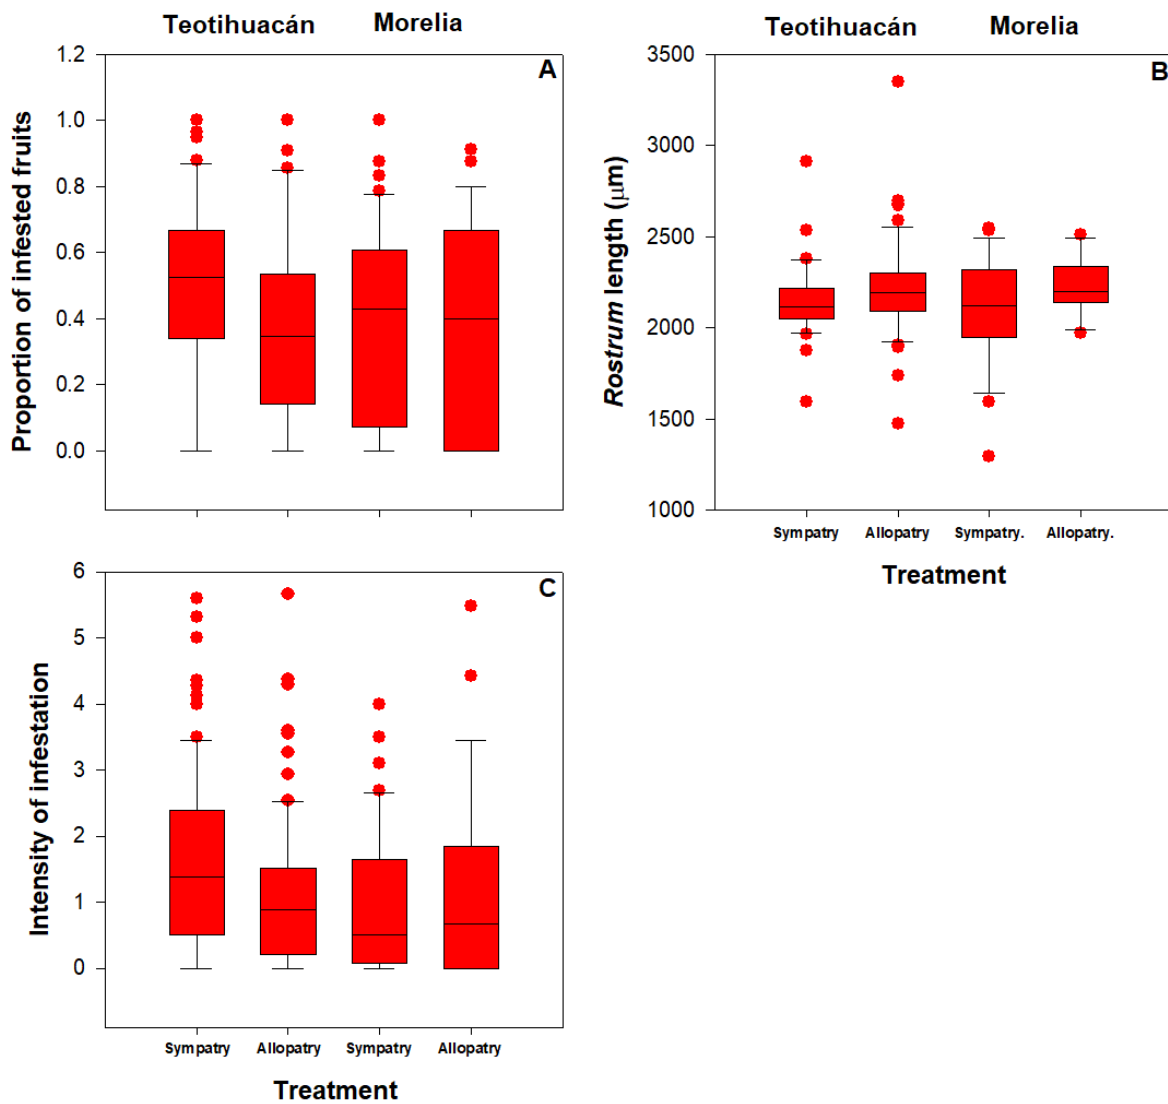 Teotihuacán Morelia
A
Proportion of infested fruits
1.2
1.0
0.8
0.6
0.4
0.2
0.0
Teotihuacán Morelia
B
Rostrum length (μm)
3500
3000
2500
2000
1500
1000
Sympatry Allopatry Sympatry. Allopatry.
Treatment
C
Intensity of infestation
6
5
4
3
2
1
0
Sympatry Allopatry Sympatry Allopatry
Treatment